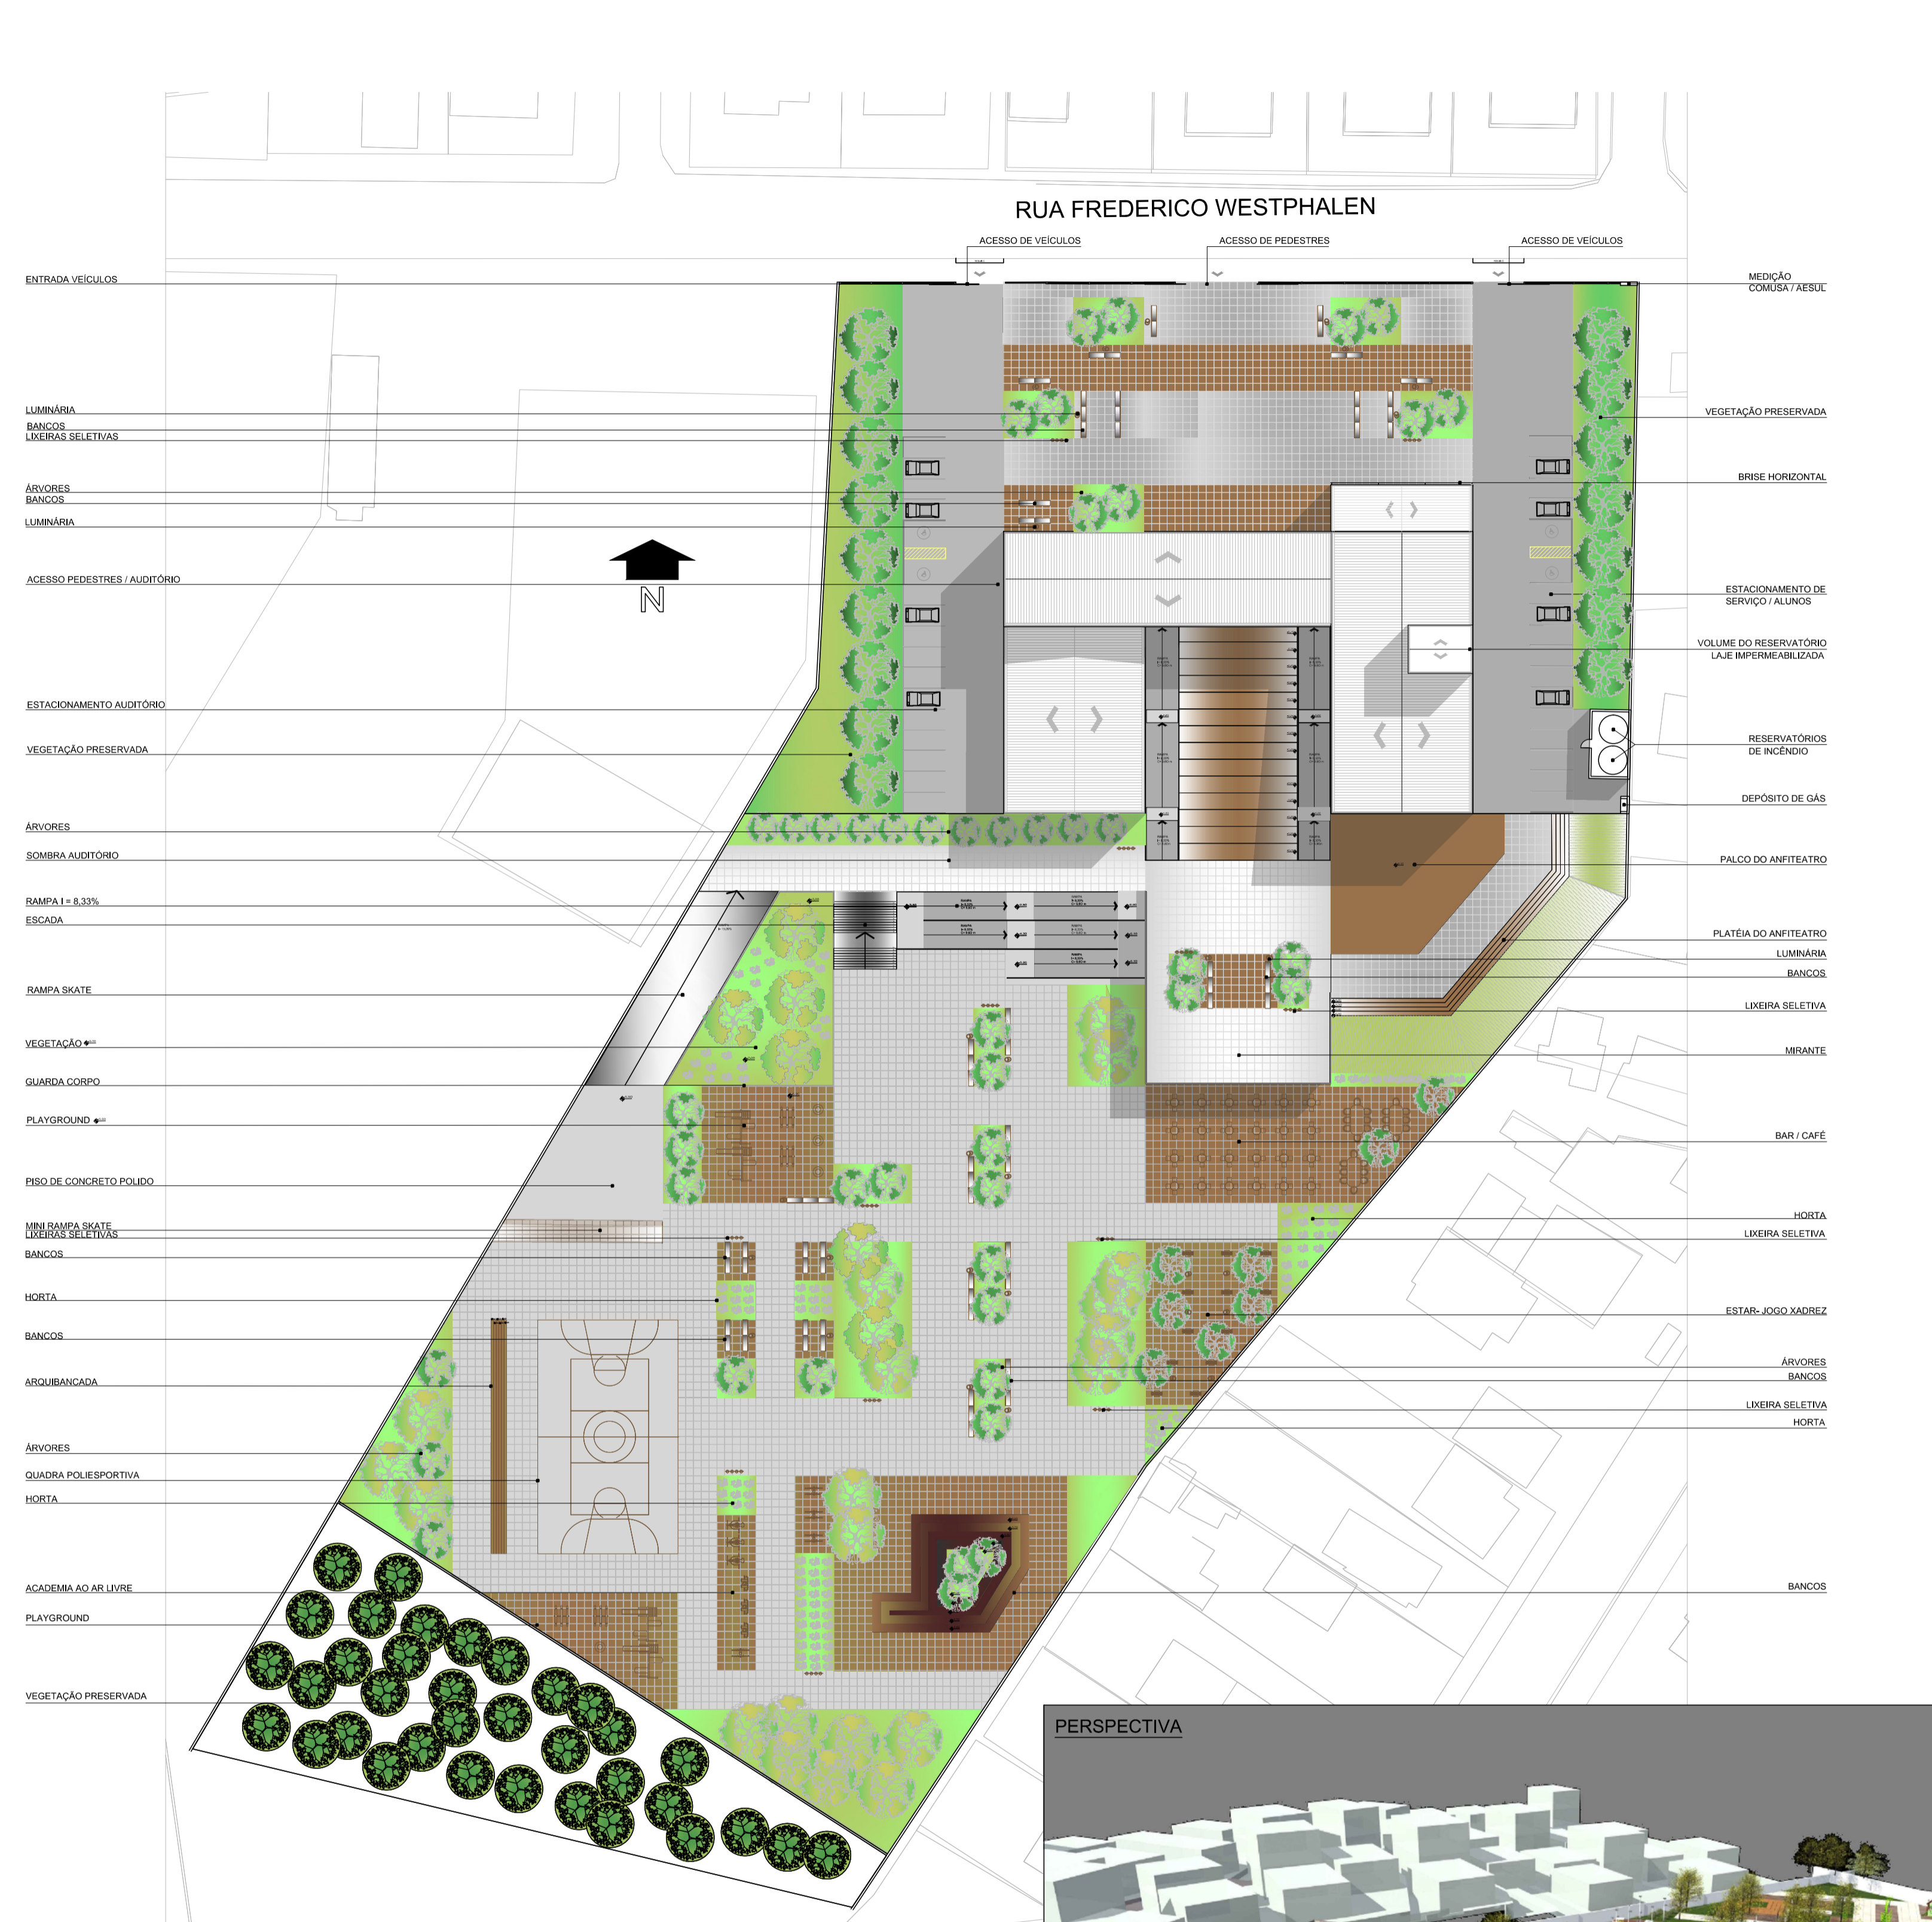 RUA FREDERICO WESTPHALEN
ACESSO DE VEÍCULOS
ACESSO DE PEDESTRES
ACESSO DE VEÍCULOS
ENTRADA VEÍCULOS
LUMINÁRIA
BANCOS
LIXEIRAS SELETIVAS
ÁRVORES
BANCOS
LUMINÁRIA
ACESSO PEDESTRES / AUDITÓRIO
ESTACIONAMENTO AUDITÓRIO
VEGETAÇÃO PRESERVADA
ÁRVORES
SOMBRA AUDITÓRIO
RAMPA I = 8,33%
ESCADA
RAMPA SKATE
VEGETAÇÃO
GUARDA CORPO
PLAYGROUND
PISO DE CONCRETO POLIDO
MINI RAMPA SKATE
LIXEIRAS SELETIVAS
BANCOS
HORTA
BANCOS
ARQUIBANCADA
ÁRVORES
QUADRA POLIESPORTIVA
HORTA
ACADEMIA AO AR LIVRE
PLAYGROUND
VEGETAÇÃO PRESERVADA
N
MEDIÇÃO
COMUSA / AESUL
VEGETAÇÃO PRESERVADA
BRISE HORIZONTAL
ESTACIONAMENTO DE
SERVIÇO / ALUNOS
VOLUME DO RESERVATÓRIO
LAJE IMPERMEABILIZADA
RESERVATÓRIOS
DE INCÊNDIO
DEPÓSITO DE GÁS
PALCO DO ANFITEATRO
PLATÉIA DO ANFITEATRO
LUMINÁRIA
BANCOS
LIXEIRA SELETIVA
MIRANTE
BAR / CAFÉ
HORTA
LIXEIRA SELETIVA
ESTAR- JOGO XADREZ
ÁRVORES
BANCOS
LIXEIRA SELETIVA
HORTA
BANCOS
PERSPECTIVA